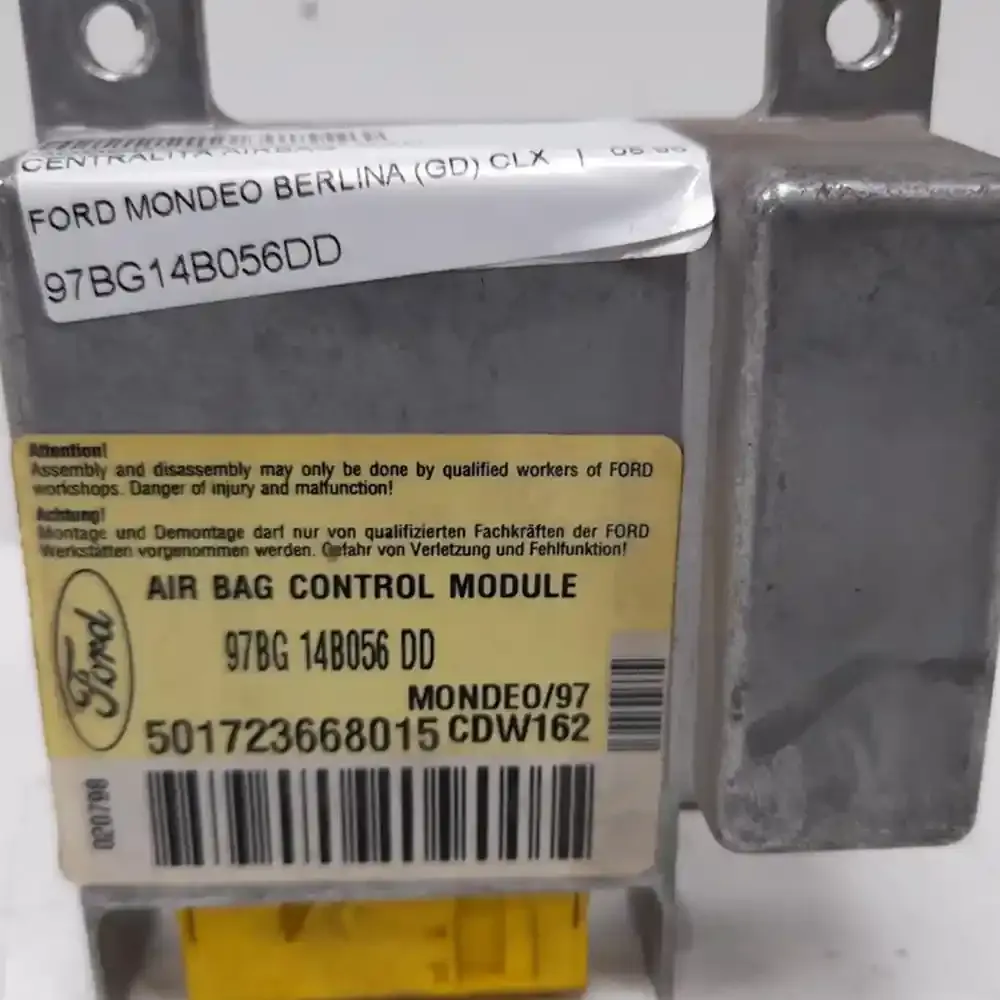 CENTRALITA AIRBAG
FORD MONDEO BERLINA (GD) CLX |
97BG14B056DD
Attention!
Assembly and disassembly may only be done by qualified workers of FORD
workshops. Danger of injury and malfunction!
Achtung!
Montage und Demontage darf nur von qualifizierten Fachkräften der FORD
Werkstätten vorgenommen werden. Gefahr von Verletzung und Fehlfunktion!
AIR BAG CONTROL MODULE
Ford
97BG 14B056 DD
MONDEO/97
501723668015 CDW162
020798